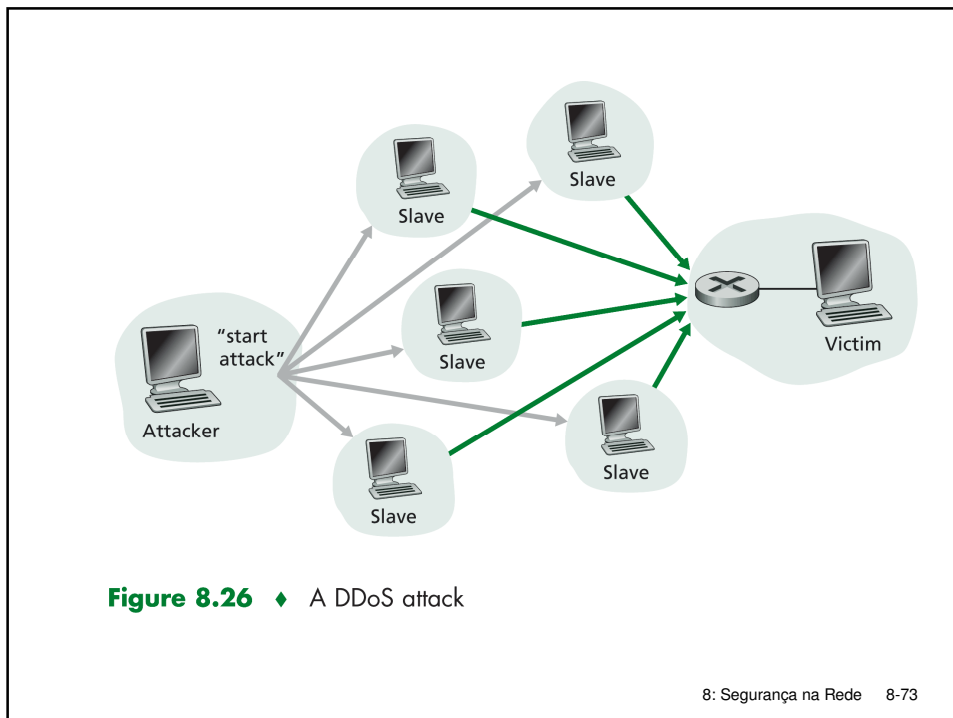 Slave
Slave
"start
attack"
Slave
Victim
Attacker
Slave
Slave
Figure 8.26 ♦ A DDoS attack
8: Segurança na Rede 8-73